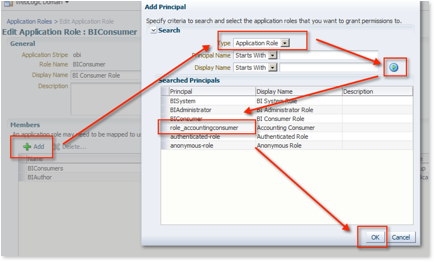 WebLogic Domain
Application Roles > Edit Application Role
Edit Application Role : BIConsumer
General
Application Stripe obi
Role Name BIConsumer
Display Name BI Consumer Role
Description
Members
An application role may need to be mapped to
Add Delete...
Name
BIConsumers
BIAuthor
Add Principal
Specify criteria to search and select the application roles that you want to grant permissions to.
Search
Type Application Role
Principal Name Starts With
Display Name Starts With
Searched Principals
Principal Display Name Description
BISystem BI System Role
BIAdministrator BI Administrator Role
BIConsumer BI Consumer Role
role_accountingconsumer Accounting Consumer
authenticated-role Authenticated Role
anonymous-role Anonymous Role
OK Cancel